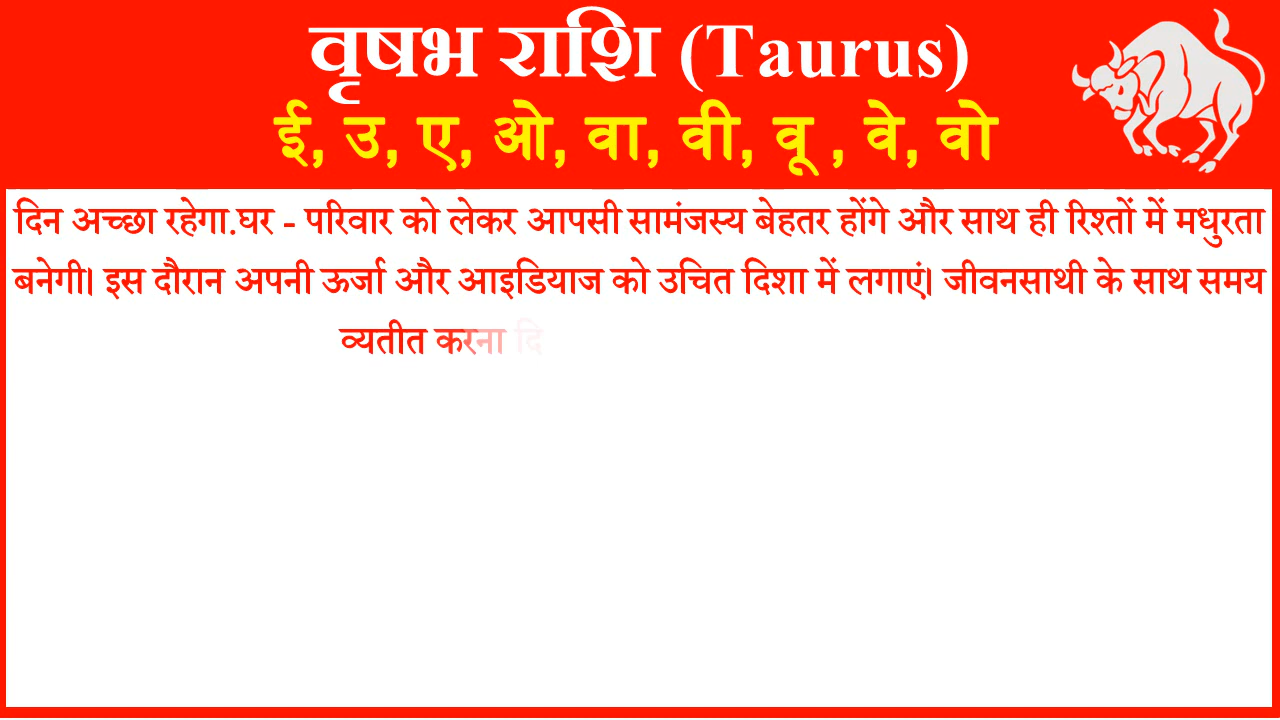 वृषभ राशि (Taurus)
ई, उ, ए, ओ, वा, वी, वू , वे, वो
दिन अच्छा रहेगा.घर - परिवार को लेकर आपसी सामंजस्य बेहतर होंगे और साथ ही रिश्तों में मधुरता
बनेगी। इस दौरान अपनी ऊर्जा और आइडियाज को उचित दिशा में लगाएं। जीवनसाथी के साथ समय
व्यतीत करना दि